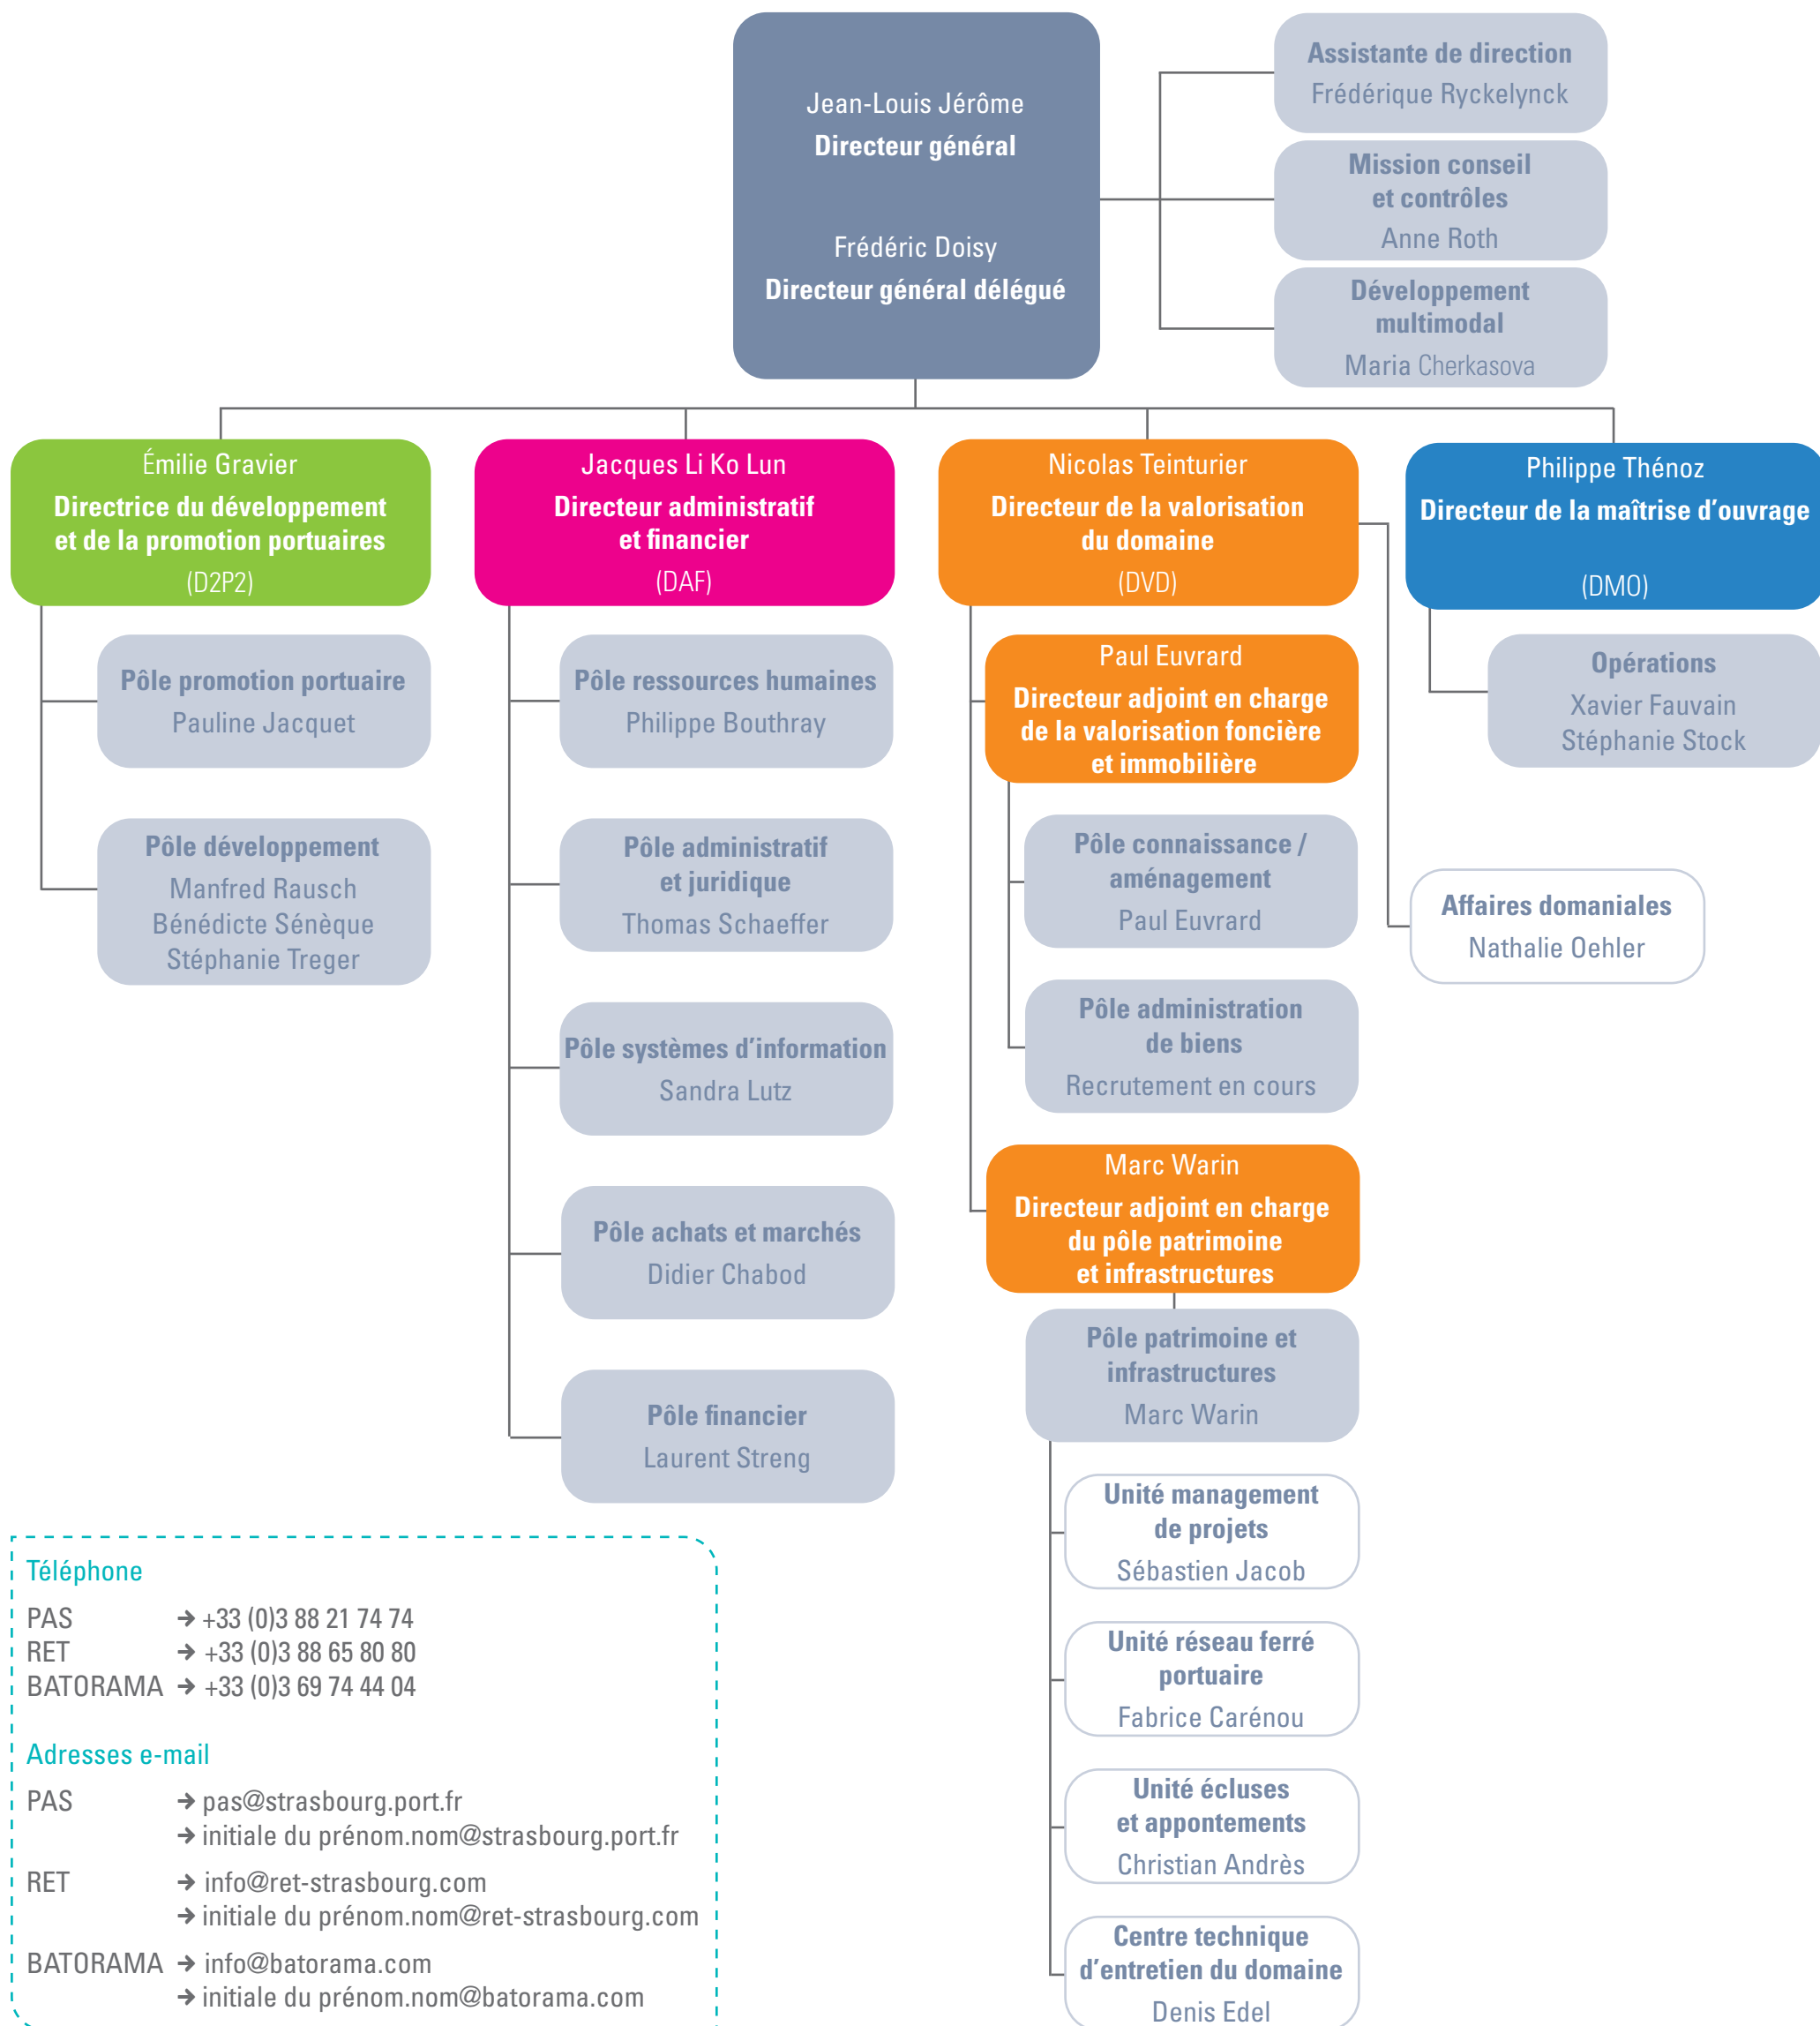 Jean-Louis Jérôme
Directeur général
Frédéric Doisy
Directeur général délégué
Assistante de direction
Frédérique Ryckelynck
Mission conseil
et contrôles
Anne Roth
Développement
multimodal
Maria Cherkasova
Émilie Gravier
Directrice du développement
et de la promotion portuaires
(D2P2)
Pôle promotion portuaire
Pauline Jacquet
Pôle développement
Manfred Rausch
Bénédicte Sénèque
Stéphanie Treger
Jacques Li Ko Lun
Directeur administratif
et financier
(DAF)
Pôle ressources humaines
Philippe Bouthray
Pôle administratif
et juridique
Thomas Schaeffer
Pôle systèmes d’information
Sandra Lutz
Pôle achats et marchés
Didier Chabod
Pôle financier
Laurent Streng
Nicolas Teinturier
Directeur de la valorisation
du domaine
(DVD)
Paul Euvrard
Directeur adjoint en charge
de la valorisation foncière
et immobilière
Pôle connaissance /
aménagement
Paul Euvrard
Pôle administration
de biens
Recrutement en cours
Marc Warin
Directeur adjoint en charge
du pôle patrimoine
et infrastructures
Pôle patrimoine et
infrastructures
Marc Warin
Unité management
de projets
Sébastien Jacob
Unité réseau ferré
portuaire
Fabrice Carénou
Unité écluses
et appontements
Christian Andrès
Centre technique
d’entretien du domaine
Denis Edel
Affaires domaniales
Nathalie Oehler
Philippe Thénoz
Directeur de la maîtrise d’ouvrage
(DMO)
Opérations
Xavier Fauvain
Stéphanie Stock
Téléphone
PAS → +33 (0)3 88 21 74 74
RET → +33 (0)3 88 65 80 80
BATORAMA → +33 (0)3 69 74 44 04
Adresses e-mail
PAS → pas@strasbourg.port.fr
→ initiale du prénom.nom@strasbourg.port.fr
RET → info@ret-strasbourg.com
→ initiale du prénom.nom@ret-strasbourg.com
BATORAMA → info@batorama.com
→ initiale du prénom.nom@batorama.com